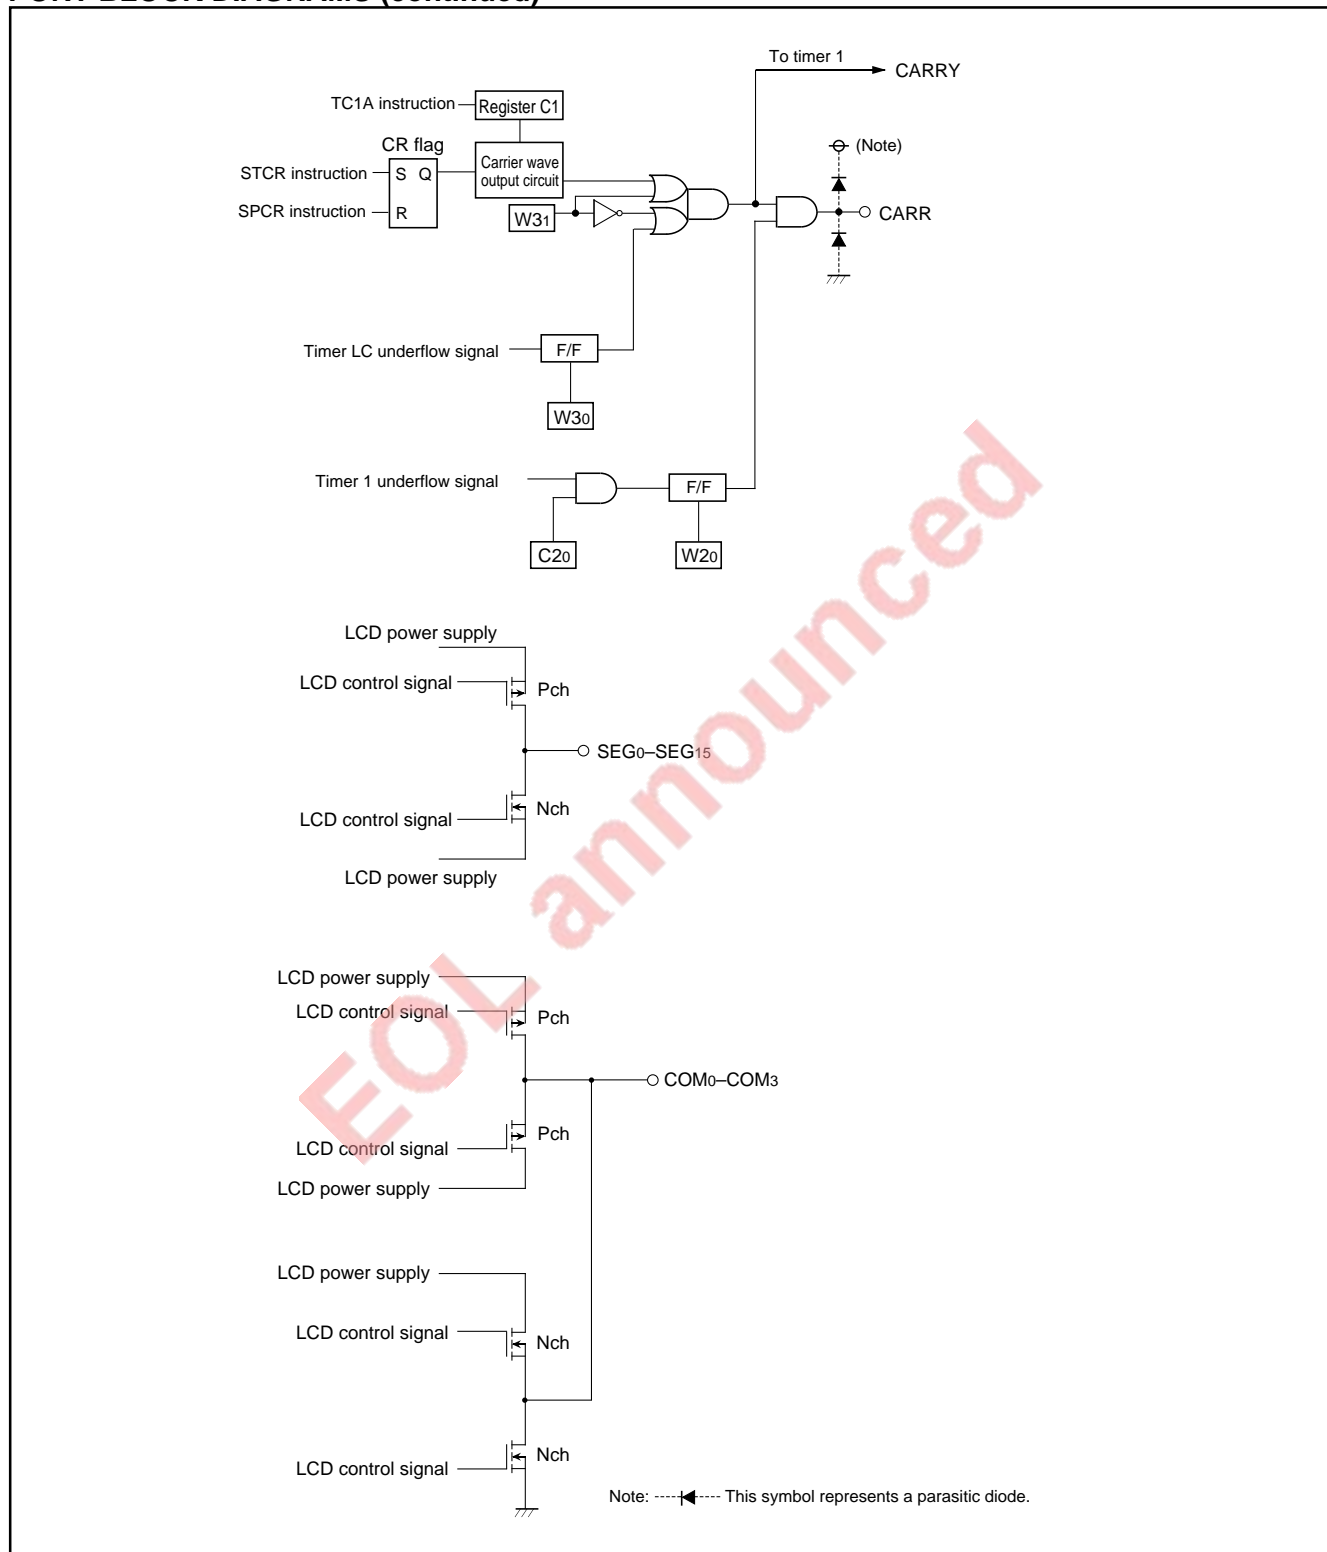 PORT BLOCK DIAGRAMS (continued)
To timer 1
CARRY
TC1A instruction
Register C1
CR flag
(Note)
STCR instruction
S Q
Carrier wave
output circuit
SPCR instruction
R
W31
CARR
Timer LC underflow signal
F/F
W30
Timer 1 underflow signal
F/F
C20
W20
LCD power supply
LCD control signal
Pch
SEG0–SEG15
LCD control signal
Nch
LCD power supply
LCD power supply
LCD control signal
Pch
COM0–COM3
LCD control signal
Pch
LCD power supply
LCD power supply
LCD control signal
Nch
LCD control signal
Nch
Note: This symbol represents a parasitic diode.
EOL announced